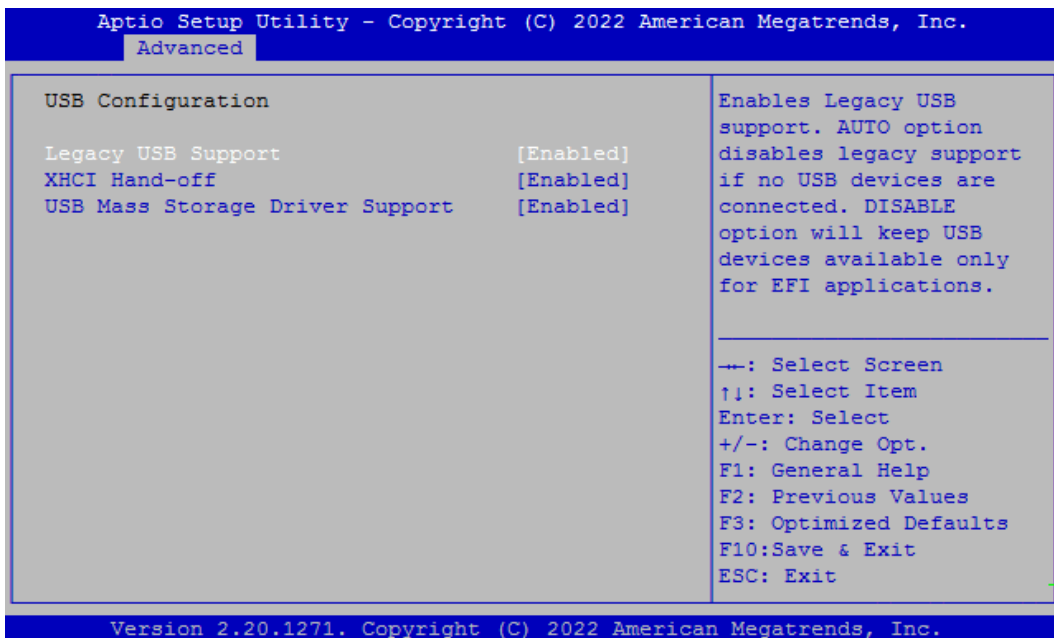 Aptio Setup Utility - Copyright (C) 2022 American Megatrends, Inc.
Advanced
USB Configuration
Legacy USB Support [Enabled]
XHCI Hand-off [Enabled]
USB Mass Storage Driver Support [Enabled]
Enables Legacy USB
support. AUTO option
disables legacy support
if no USB devices are
connected. DISABLE
option will keep USB
devices available only
for EFI applications.
→←: Select Screen
↑↓: Select Item
Enter: Select
+/-: Change Opt.
F1: General Help
F2: Previous Values
F3: Optimized Defaults
F10:Save & Exit
ESC: Exit
Version 2.20.1271. Copyright (C) 2022 American Megatrends, Inc.